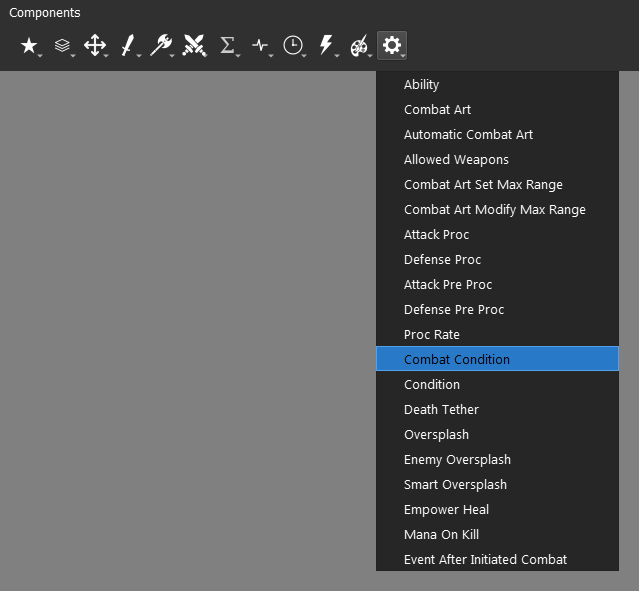 Components
Ability
Combat Art
Automatic Combat Art
Allowed Weapons
Combat Art Set Max Range
Combat Art Modify Max Range
Attack Proc
Defense Proc
Attack Pre Proc
Defense Pre Proc
Proc Rate
Combat Condition
Condition
Death Tether
Oversplash
Enemy Oversplash
Smart Oversplash
Empower Heal
Mana On Kill
Event After Initiated Combat